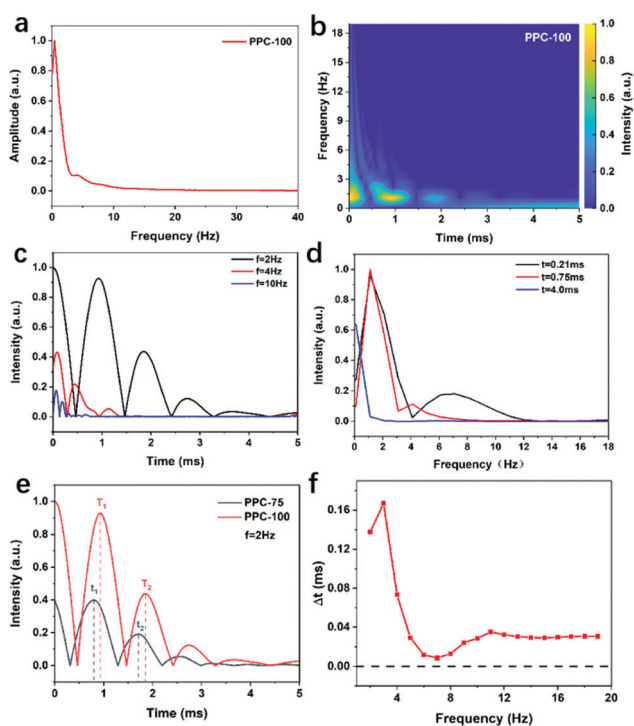 a
PPC-100
Amplitude (a.u.)
1.0
0.8
0.6
0.4
0.2
0.0
0 10 20 30 40
Frequency (Hz)
b
PPC-100
Frequency (Hz)
18
15
12
9
6
3
0
0 1 2 3 4 5
Time (ms)
1.0
0.8
0.6
0.4
0.2
0.0
Intensity (a.u.)
c
f=2Hz
f=4Hz
f=10Hz
Intensity (a.u.)
1.0
0.8
0.6
0.4
0.2
0.0
0 1 2 3 4 5
Time (ms)
d
t=0.21ms
t=0.75ms
t=4.0ms
Intensity (a.u.)
1.0
0.8
0.6
0.4
0.2
0.0
0 2 4 6 8 10 12 14 16 18
Frequency（Hz）
e
PPC-75
PPC-100
f=2Hz
T1
T2
t1
t2
Intensity (a.u.)
1.0
0.8
0.6
0.4
0.2
0.0
0 1 2 3 4 5
Time (ms)
f
Δt (ms)
0.16
0.12
0.08
0.04
0.00
4 8 12 16 20
Frequency (Hz)